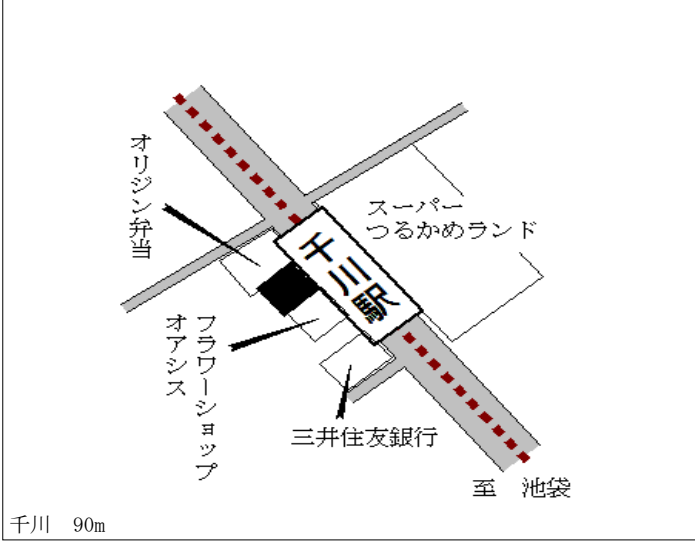 オリジン弁当
スーパー
つるかめランド
千川駅
フラワーショップ
オアシス
三井住友銀行
至　池袋
千川　90m